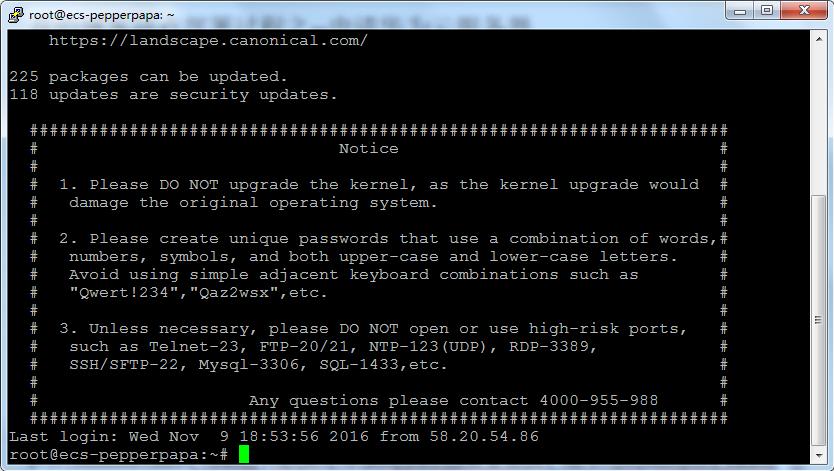 root@ecs-pepperpapa: ~
https://landscape.canonical.com/
225 packages can be updated.
118 updates are security updates.
######################################################################
# Notice #
# #
# 1. Please DO NOT upgrade the kernel, as the kernel upgrade would #
# damage the original operating system. #
# #
# 2. Please create unique passwords that use a combination of words,#
# numbers, symbols, and both upper-case and lower-case letters. #
# Avoid using simple adjacent keyboard combinations such as #
# "Qwert!234","Qaz2wsx",etc. #
# #
# 3. Unless necessary, please DO NOT open or use high-risk ports, #
# such as Telnet-23, FTP-20/21, NTP-123(UDP), RDP-3389, #
# SSH/SFTP-22, Mysql-3306, SQL-1433,etc. #
# #
# Any questions please contact 4000-955-988 #
######################################################################
Last login: Wed Nov  9 18:53:56 2016 from 58.20.54.86
root@ecs-pepperpapa:~#